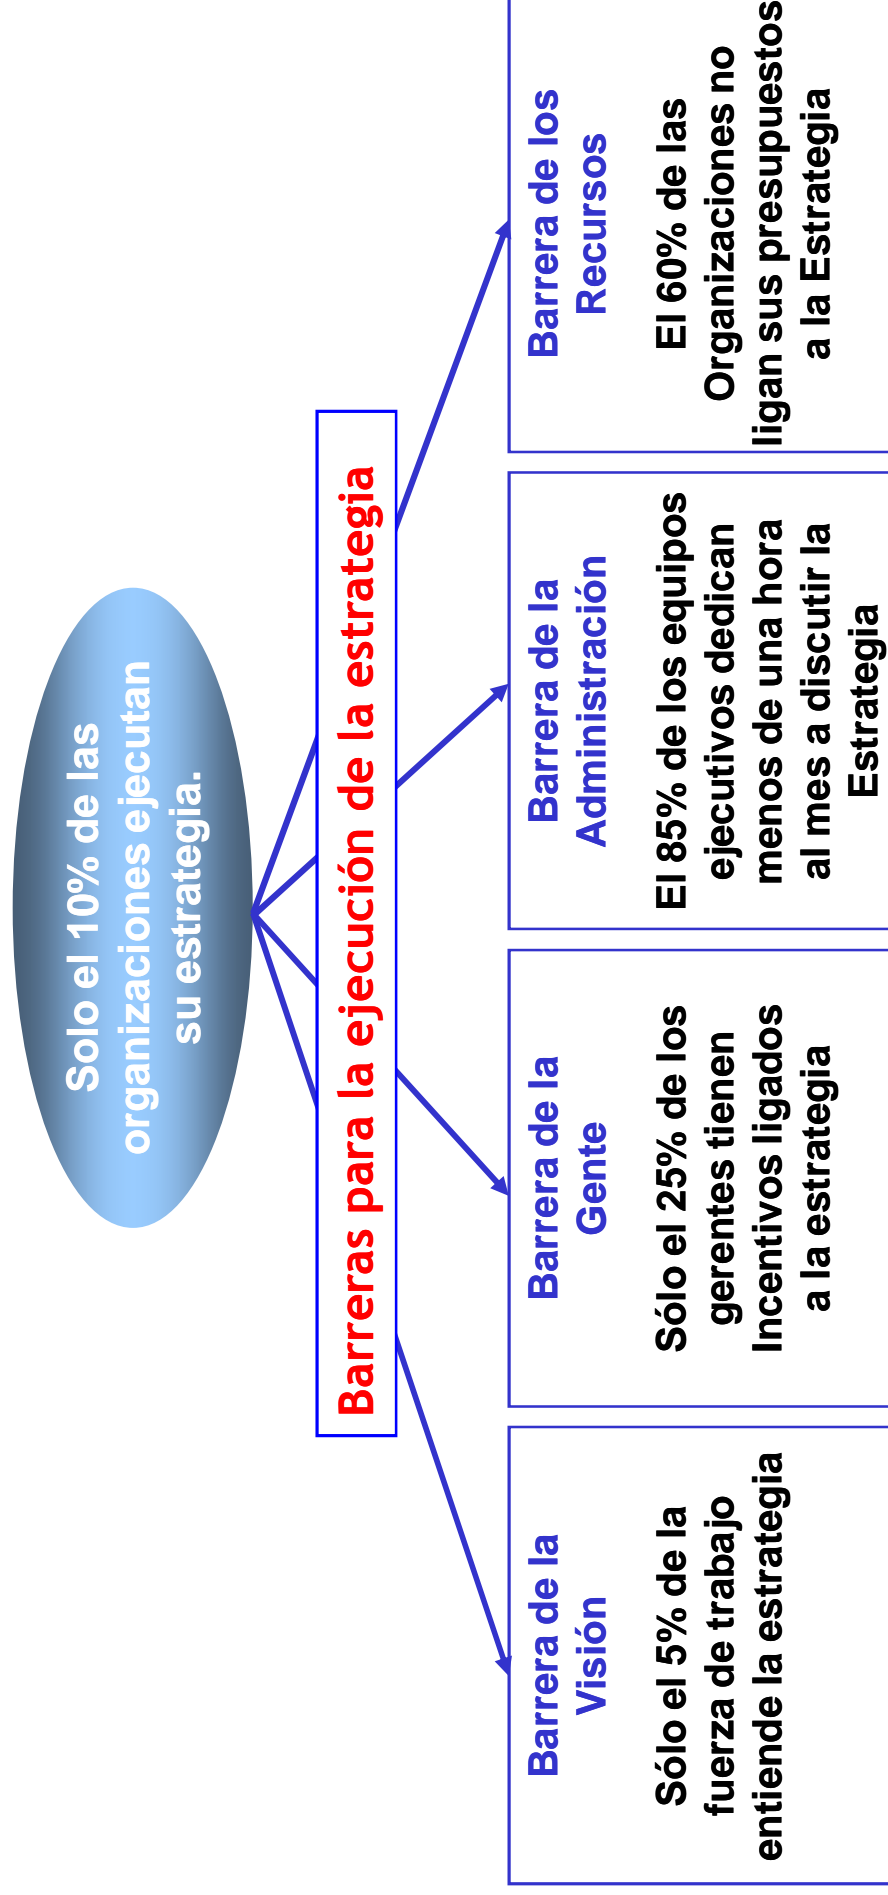 Solo el 10% de las
organizaciones ejecutan
su estrategia.
Barreras para la ejecución de la estrategia
Barrera de la
Visión
Sólo el 5% de la
fuerza de trabajo
entiende la estrategia
Barrera de la
Gente
Sólo el 25% de los
gerentes tienen
Incentivos ligados
a la estrategia
Barrera de la
Administración
El 85% de los equipos
ejecutivos dedican
menos de una hora
al mes a discutir la
Estrategia
Barrera de los
Recursos
El 60% de las
Organizaciones no
ligan sus presupuestos
a la Estrategia